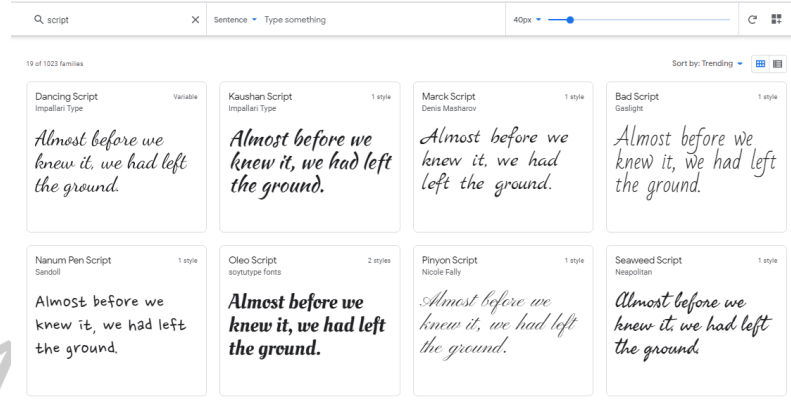 script
Sentence
Type something
40px
19 of 1023 families
Sort by: Trending
Dancing Script
Variable
Impallari Type
Almost before we
knew it, we had left
the ground.
Kaushan Script
1 style
Impallari Type
Almost before we
knew it, we had left
the ground.
Marck Script
1 style
Denis Masharov
Almost before we
knew it, we had
left the ground.
Bad Script
1 style
Gaslight
Almost before we
knew it, we had left
the ground.
Nanum Pen Script
1 style
Sandoll
Almost before we
knew it, we had left
the ground.
Oleo Script
2 styles
soytutype fonts
Almost before we
knew it, we had left
the ground.
Pinyon Script
1 style
Nicole Fally
Almost before we
knew it, we had left
the ground.
Seaweed Script
1 style
Neapolitan
Almost before we
knew it, we had left
the ground.